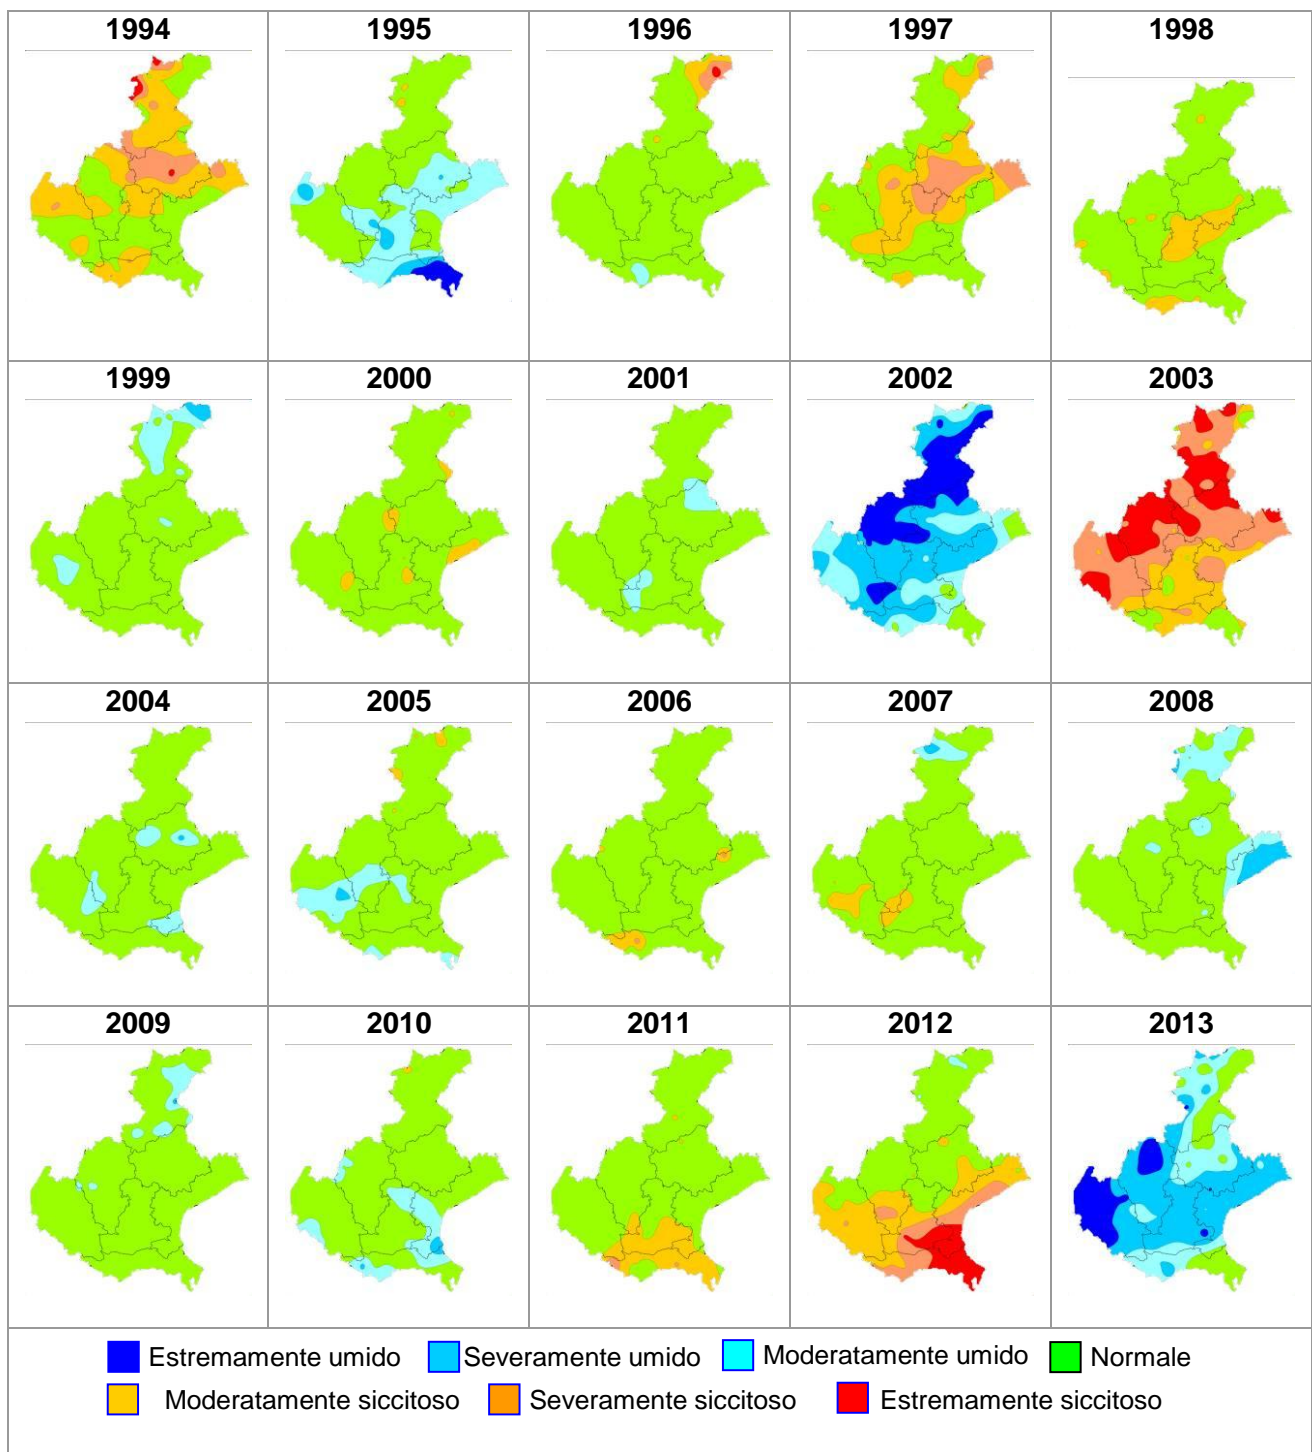 1994 1995 1996 1997 1998
1999 2000 2001 2002 2003
2004 2005 2006 2007 2008
2009 2010 2011 2012 2013
Estremamente umido Severamente umido Moderatamente umido Normale
Moderatamente siccitoso Severamente siccitoso Estremamente siccitoso